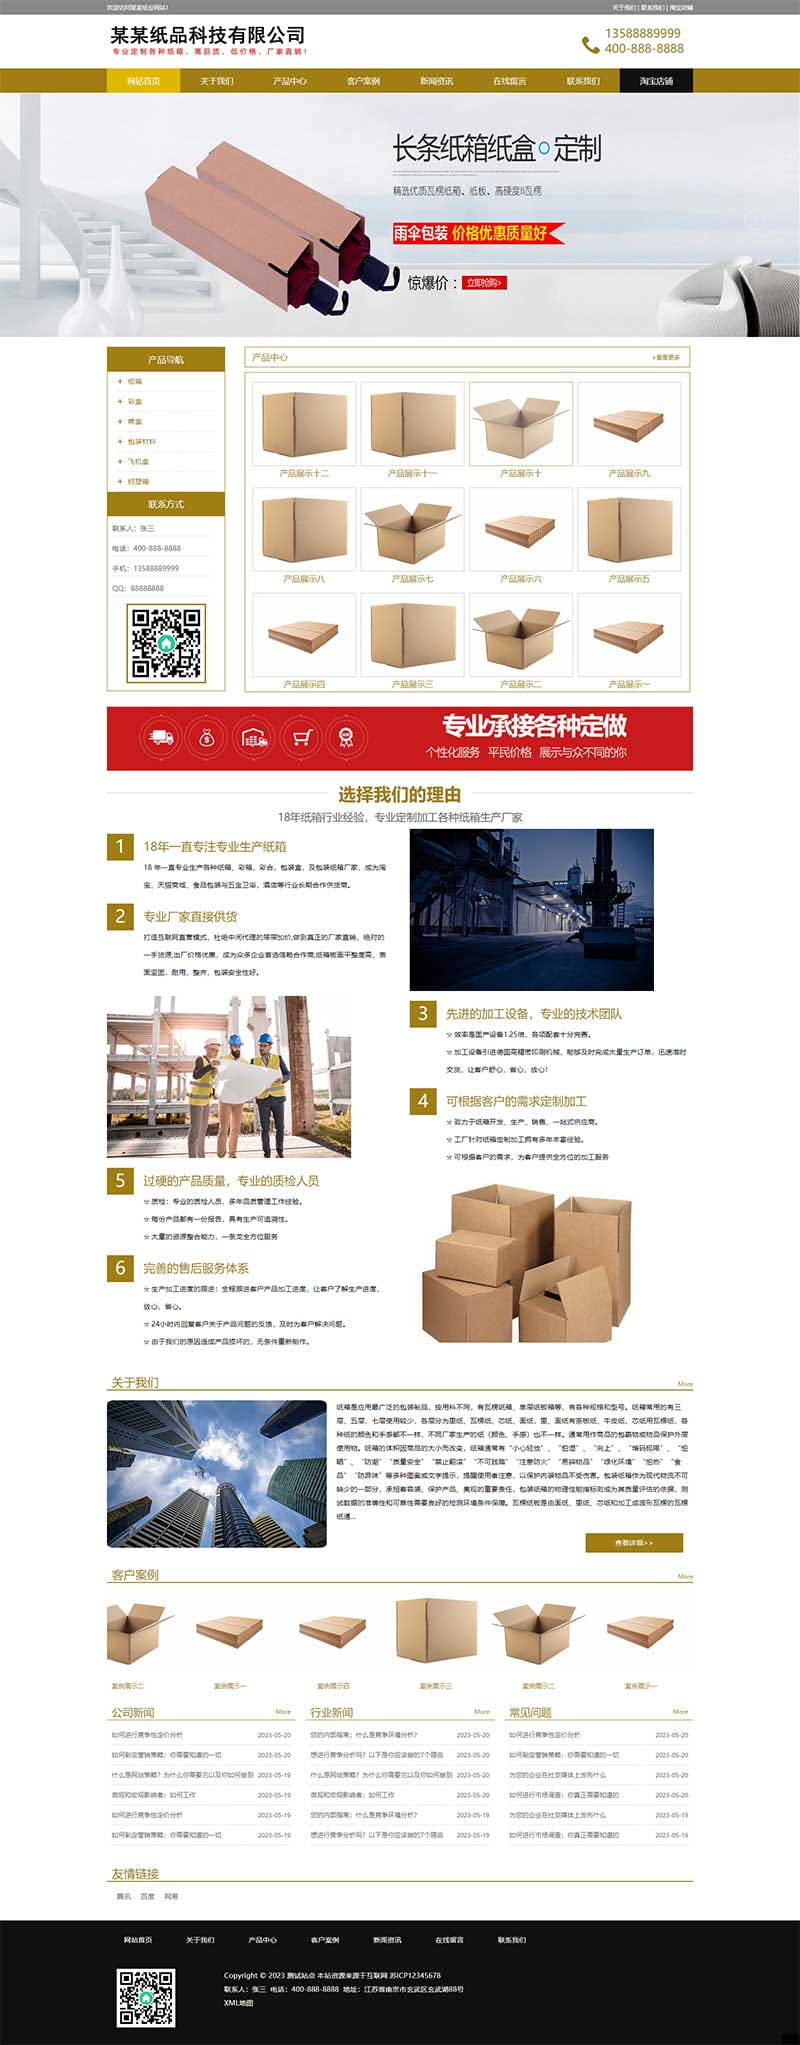 欢迎访问某某纸业网站!
关于我们 | 联系我们 | 淘宝店铺
某某纸品科技有限公司
专业定制各种纸箱,高品质,低价格,厂家直销!
13588889999
400-888-8888
网站首页 关于我们 产品中心 客户案例 新闻资讯 在线留言 联系我们 淘宝店铺
长条纸箱纸盒 定制
精选优质瓦楞纸箱、纸板、高硬度B瓦楞
雨伞包装 价格优惠质量好
惊爆价: 立即抢购>
产品导航
+ 纸箱
+ 彩盒
+ 啤盒
+ 包装材料
+ 飞机盒
+ 钙塑箱
联系方式
联系人:张三
电话:400-888-8888
手机:13588889999
QQ:88888888
产品中心
+查看更多
产品展示十二 产品展示十一 产品展示十 产品展示九
产品展示八 产品展示七 产品展示六 产品展示五
产品展示四 产品展示三 产品展示二 产品展示一
专业承接各种定做
个性化服务 平民价格 展示与众不同的你
选择我们的理由
18年纸箱行业经验,专业定制加工各种纸箱生产厂家
1 18年一直专注专业生产纸箱
18 年一直专业生产各种纸箱、彩箱,彩合,包装盒,及包装纸箱厂家,成为淘
宝、天猫商城、食品包装与五金卫浴,酒店等行业长期合作供货商。
2 专业厂家直接供货
打造互联网直营模式,杜绝中间代理的层层加价,做到真正的厂家直销,绝对的
一手货源,出厂价格优惠,成为众多企业首选信赖合作商,纸箱板面平整度高,表
面坚固,耐用,整齐,包装安全性好。
3 先进的加工设备,专业的技术团队
☆ 效率是国产设备1.25倍,各项配套十分完善。
☆ 加工设备引进德国高精密印刷机械,能够及时完成大量生产订单,迅速准时
交货,让客户舒心,省心,放心!
4 可根据客户的需求定制加工
☆ 致力于纸箱开发、生产、销售、一站式供应商。
☆ 工厂针对纸箱定制加工拥有多年丰富经验。
☆ 可根据客户的需求,为客户提供全方位的加工服务
5 过硬的产品质量,专业的质检人员
☆ 质检:专业的质检人员,多年品质管理工作经验。
☆ 每份产品都有一份报告,具有生产可追溯性。
☆ 大量的资源整合能力,一条龙全方位服务
6 完善的售后服务体系
☆ 生产加工进度的跟进:全程跟进客户产品加工进度,让客户了解生产进度,
放心,省心。
☆ 24小时内回复客户关于产品问题的反馈,及时为客户解决问题。
☆ 由于我们的原因造成产品损坏的,无条件重新制作。
关于我们
More
纸箱是应用最广泛的包装制品,按用料不同,有瓦楞纸箱、单层纸板箱等,有各种规格和型号。纸箱常用的有三
层、五层,七层使用较少,各层分为里纸、瓦楞纸、芯纸、面纸,里、面纸有茶板纸、牛皮纸,芯纸用瓦楞纸,各
种纸的颜色和手感都不一样,不同厂家生产的纸(颜色、手感)也不一样。通常用作商品的包裹物或物品保护外层
使用物。纸箱的体积因商品的大小而改变,纸箱通常有“小心轻放”、“怕湿”、“向上”、“堆码极限”、“怕
晒”、“防潮”“质量安全”“禁止翻滚”“不可践踏”“注意防火”“易碎物品”“绿化环境”“怕热”“食
品”“防异味”等多种图案或文字提示,提醒使用者注意,以保护内装物品不受伤害。包装纸箱作为现代物流不可
缺少的一部分,承担着容装、保护产品、美观的重要责任,包装纸箱的物理性能指标则成为其质量评估的依据,测
试数据的准确性和可靠性需要良好的检测环境条件保障。瓦楞纸板是由面纸、里纸、芯纸和加工成波形瓦楞的瓦楞
纸通...
查看详细>>
客户案例
More
案例展示二 案例展示一 案例展示四 案例展示三 案例展示二 案例展示一
公司新闻 More
如何进行竞争性定价分析 2023-05-20
如何制定营销策略:你需要知道的一切 2023-05-20
什么是网站策略?为什么你需要它以及你如何做到 2023-05-19
微观和宏观影响者:如何工作 2023-05-19
如何进行竞争性定价分析 2023-05-19
如何制定营销策略:你需要知道的一切 2023-05-19
行业新闻 More
您的内部指南:什么是竞争环境分析? 2023-05-20
想进行竞争分析吗?以下是你应该做的7个理由 2023-05-20
什么是网站策略?为什么你需要它以及你如何做到 2023-05-20
微观和宏观影响者:如何工作 2023-05-20
您的内部指南:什么是竞争环境分析? 2023-05-19
想进行竞争分析吗?以下是你应该做的7个理由 2023-05-19
常见问题 More
如何进行竞争性定价分析 2023-05-20
如何制定营销策略:你需要知道的一切 2023-05-20
为您的企业在社交媒体上发布什么 2023-05-20
如何进行市场调查:你真正需要知道的 2023-05-20
为您的企业在社交媒体上发布什么 2023-05-19
如何进行市场调查:你真正需要知道的 2023-05-19
友情链接
腾讯 百度 网易
网站首页 关于我们 产品中心 客户案例 新闻资讯 在线留言 联系我们
Copyright © 2023 测试站点 本站资源来源于互联网 苏ICP12345678
联系人:张三 电话:400-888-8888 地址:江苏省南京市玄武区玄武湖88号
XML地图